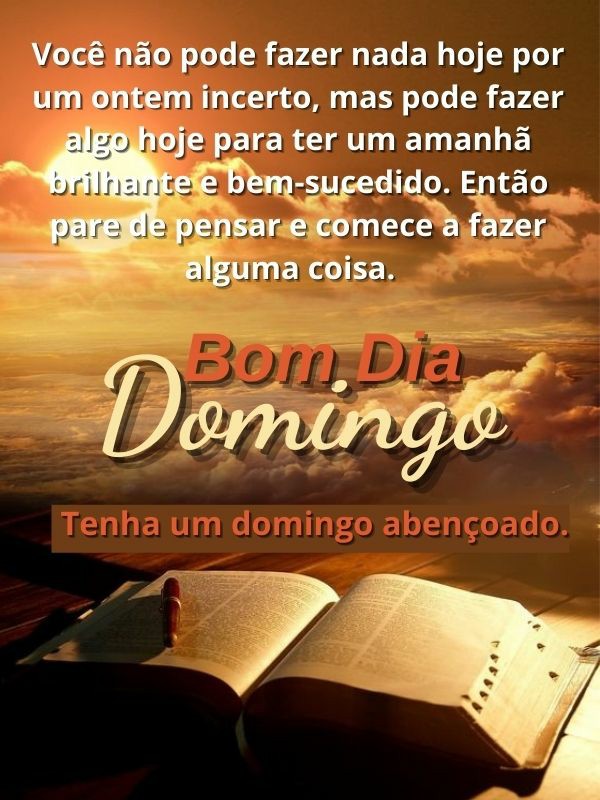 Você não pode fazer nada hoje por
um ontem incerto, mas pode fazer
algo hoje para ter um amanhã
brilhante e bem-sucedido. Então
pare de pensar e comece a fazer
alguma coisa.
Bom Dia
Domingo
Tenha um domingo abençoado.